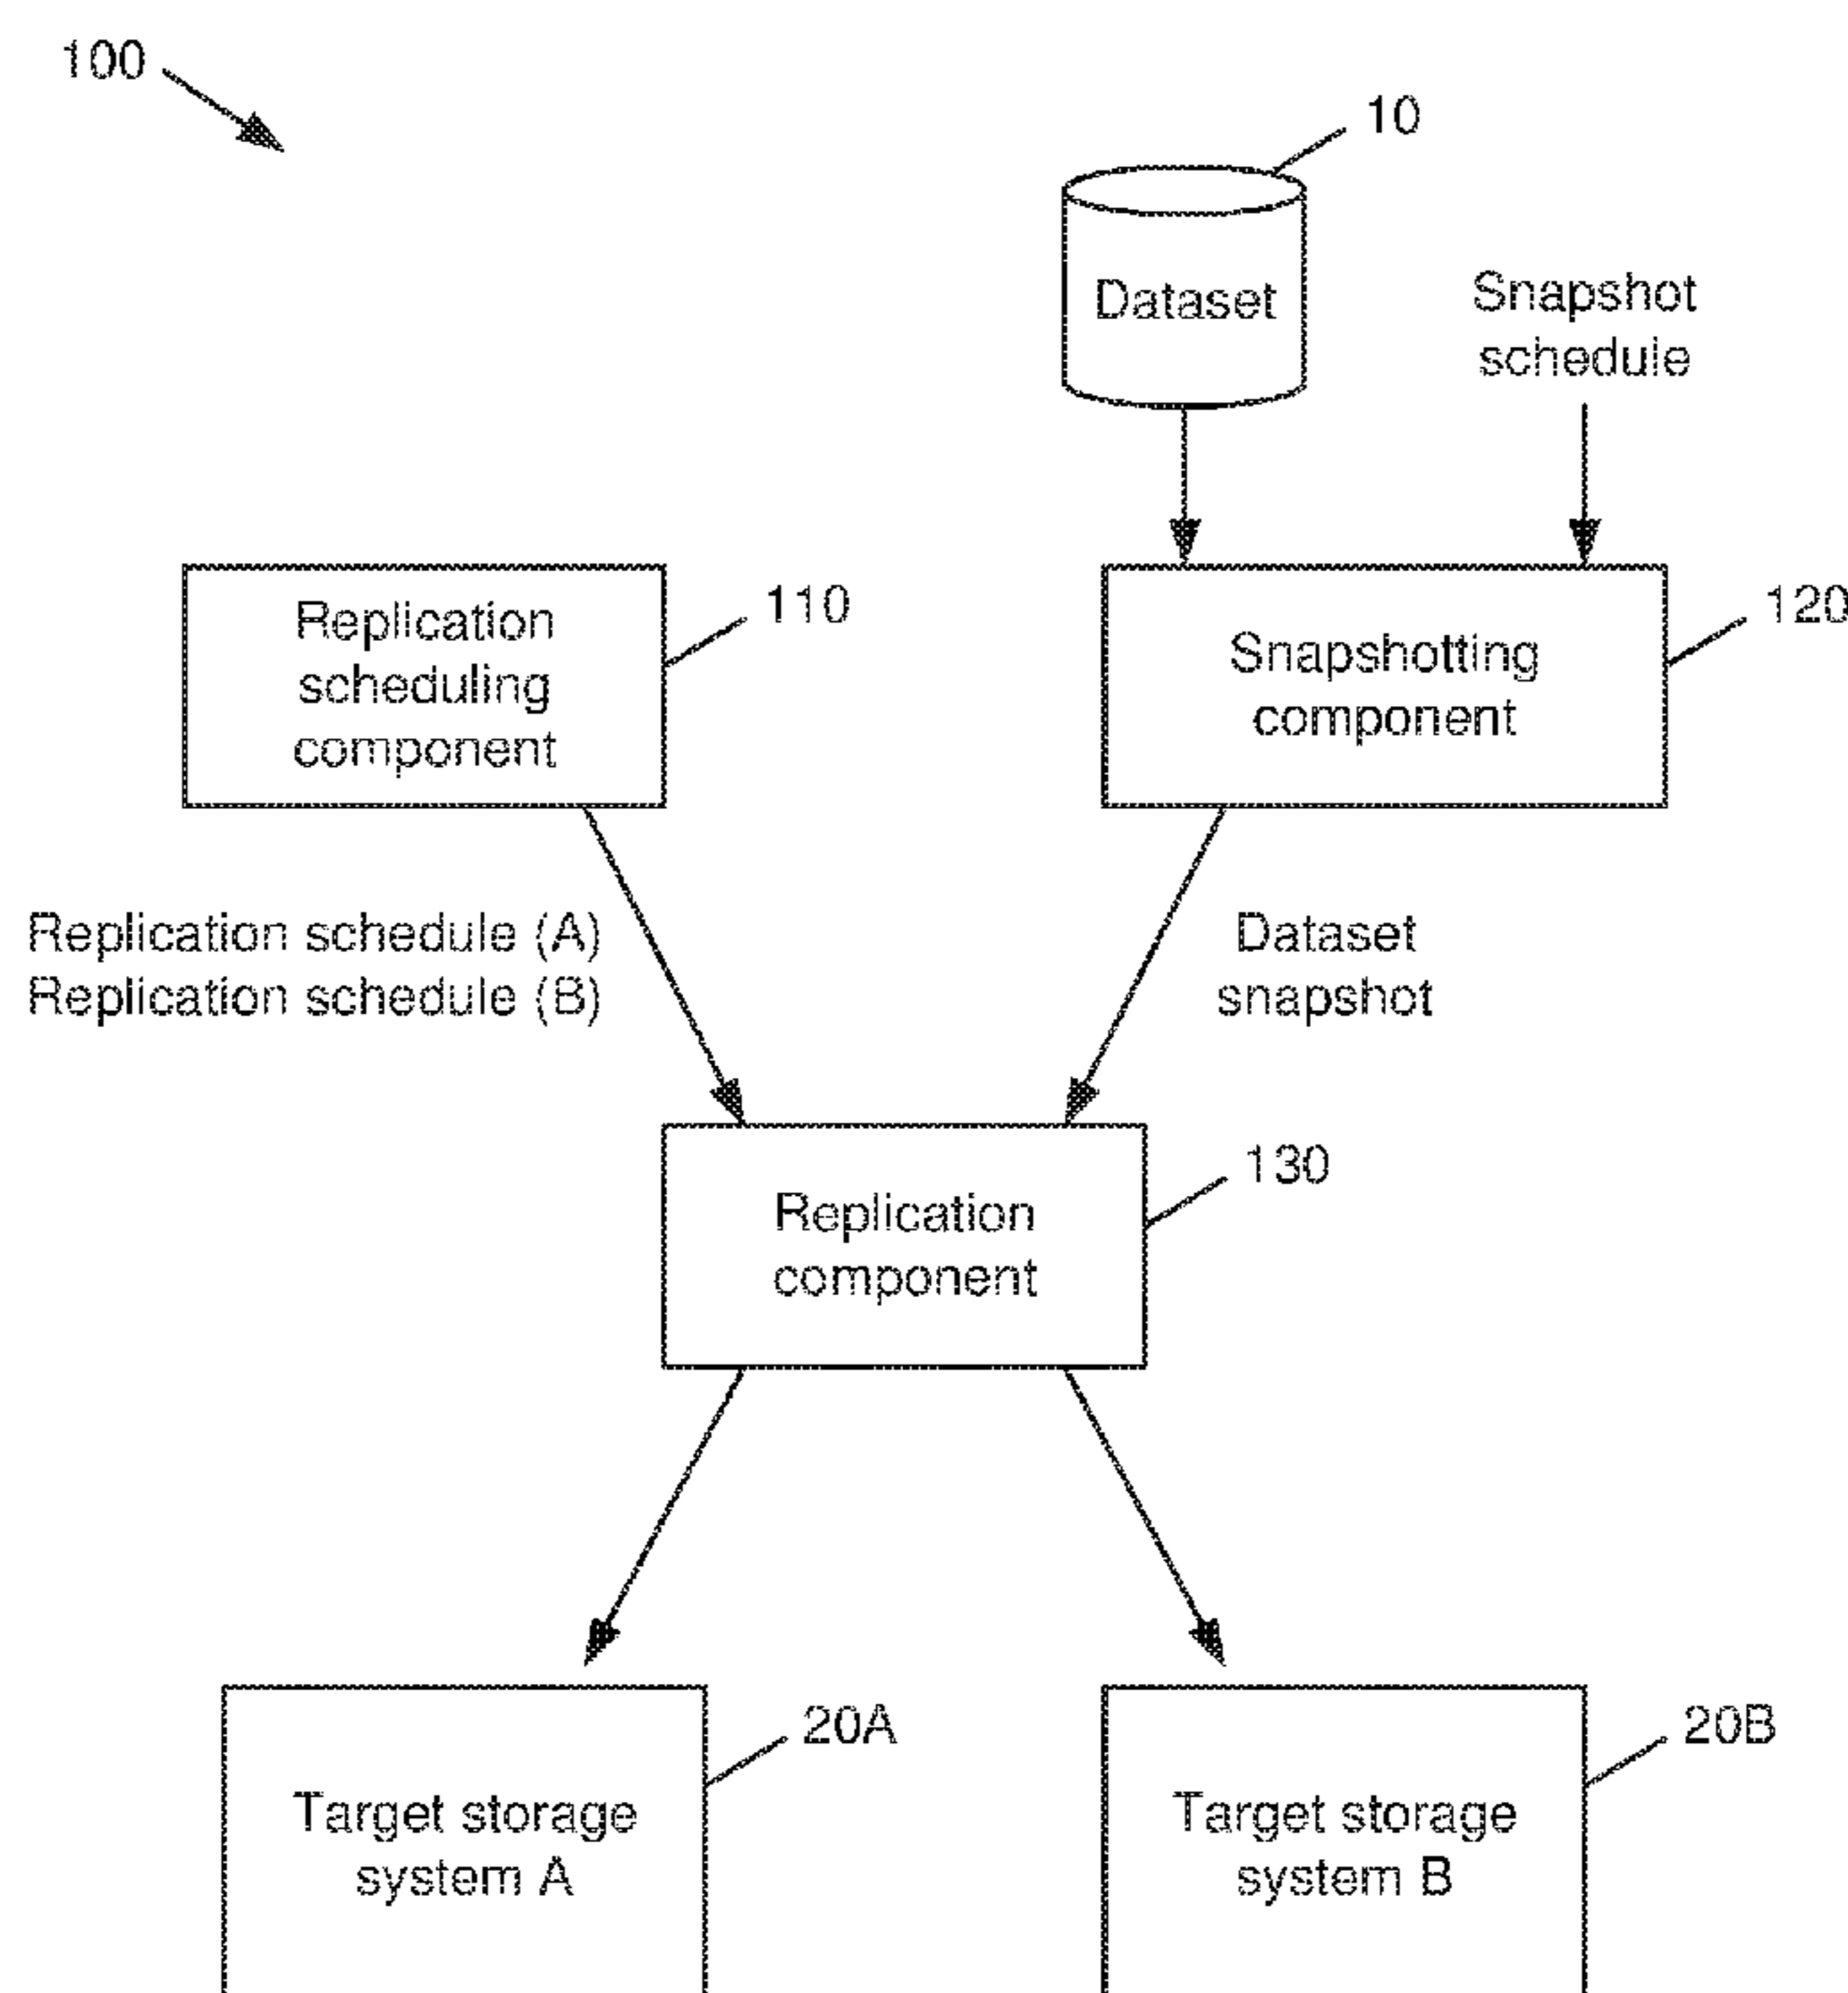 100
10
Dataset
Snapshot
schedule
Replication
scheduling
component
110
Snapshotting
component
120
Replication schedule (A)
Replication schedule (B)
Dataset
snapshot
Replication
component
130
Target storage
system A
20A
Target storage
system B
20B